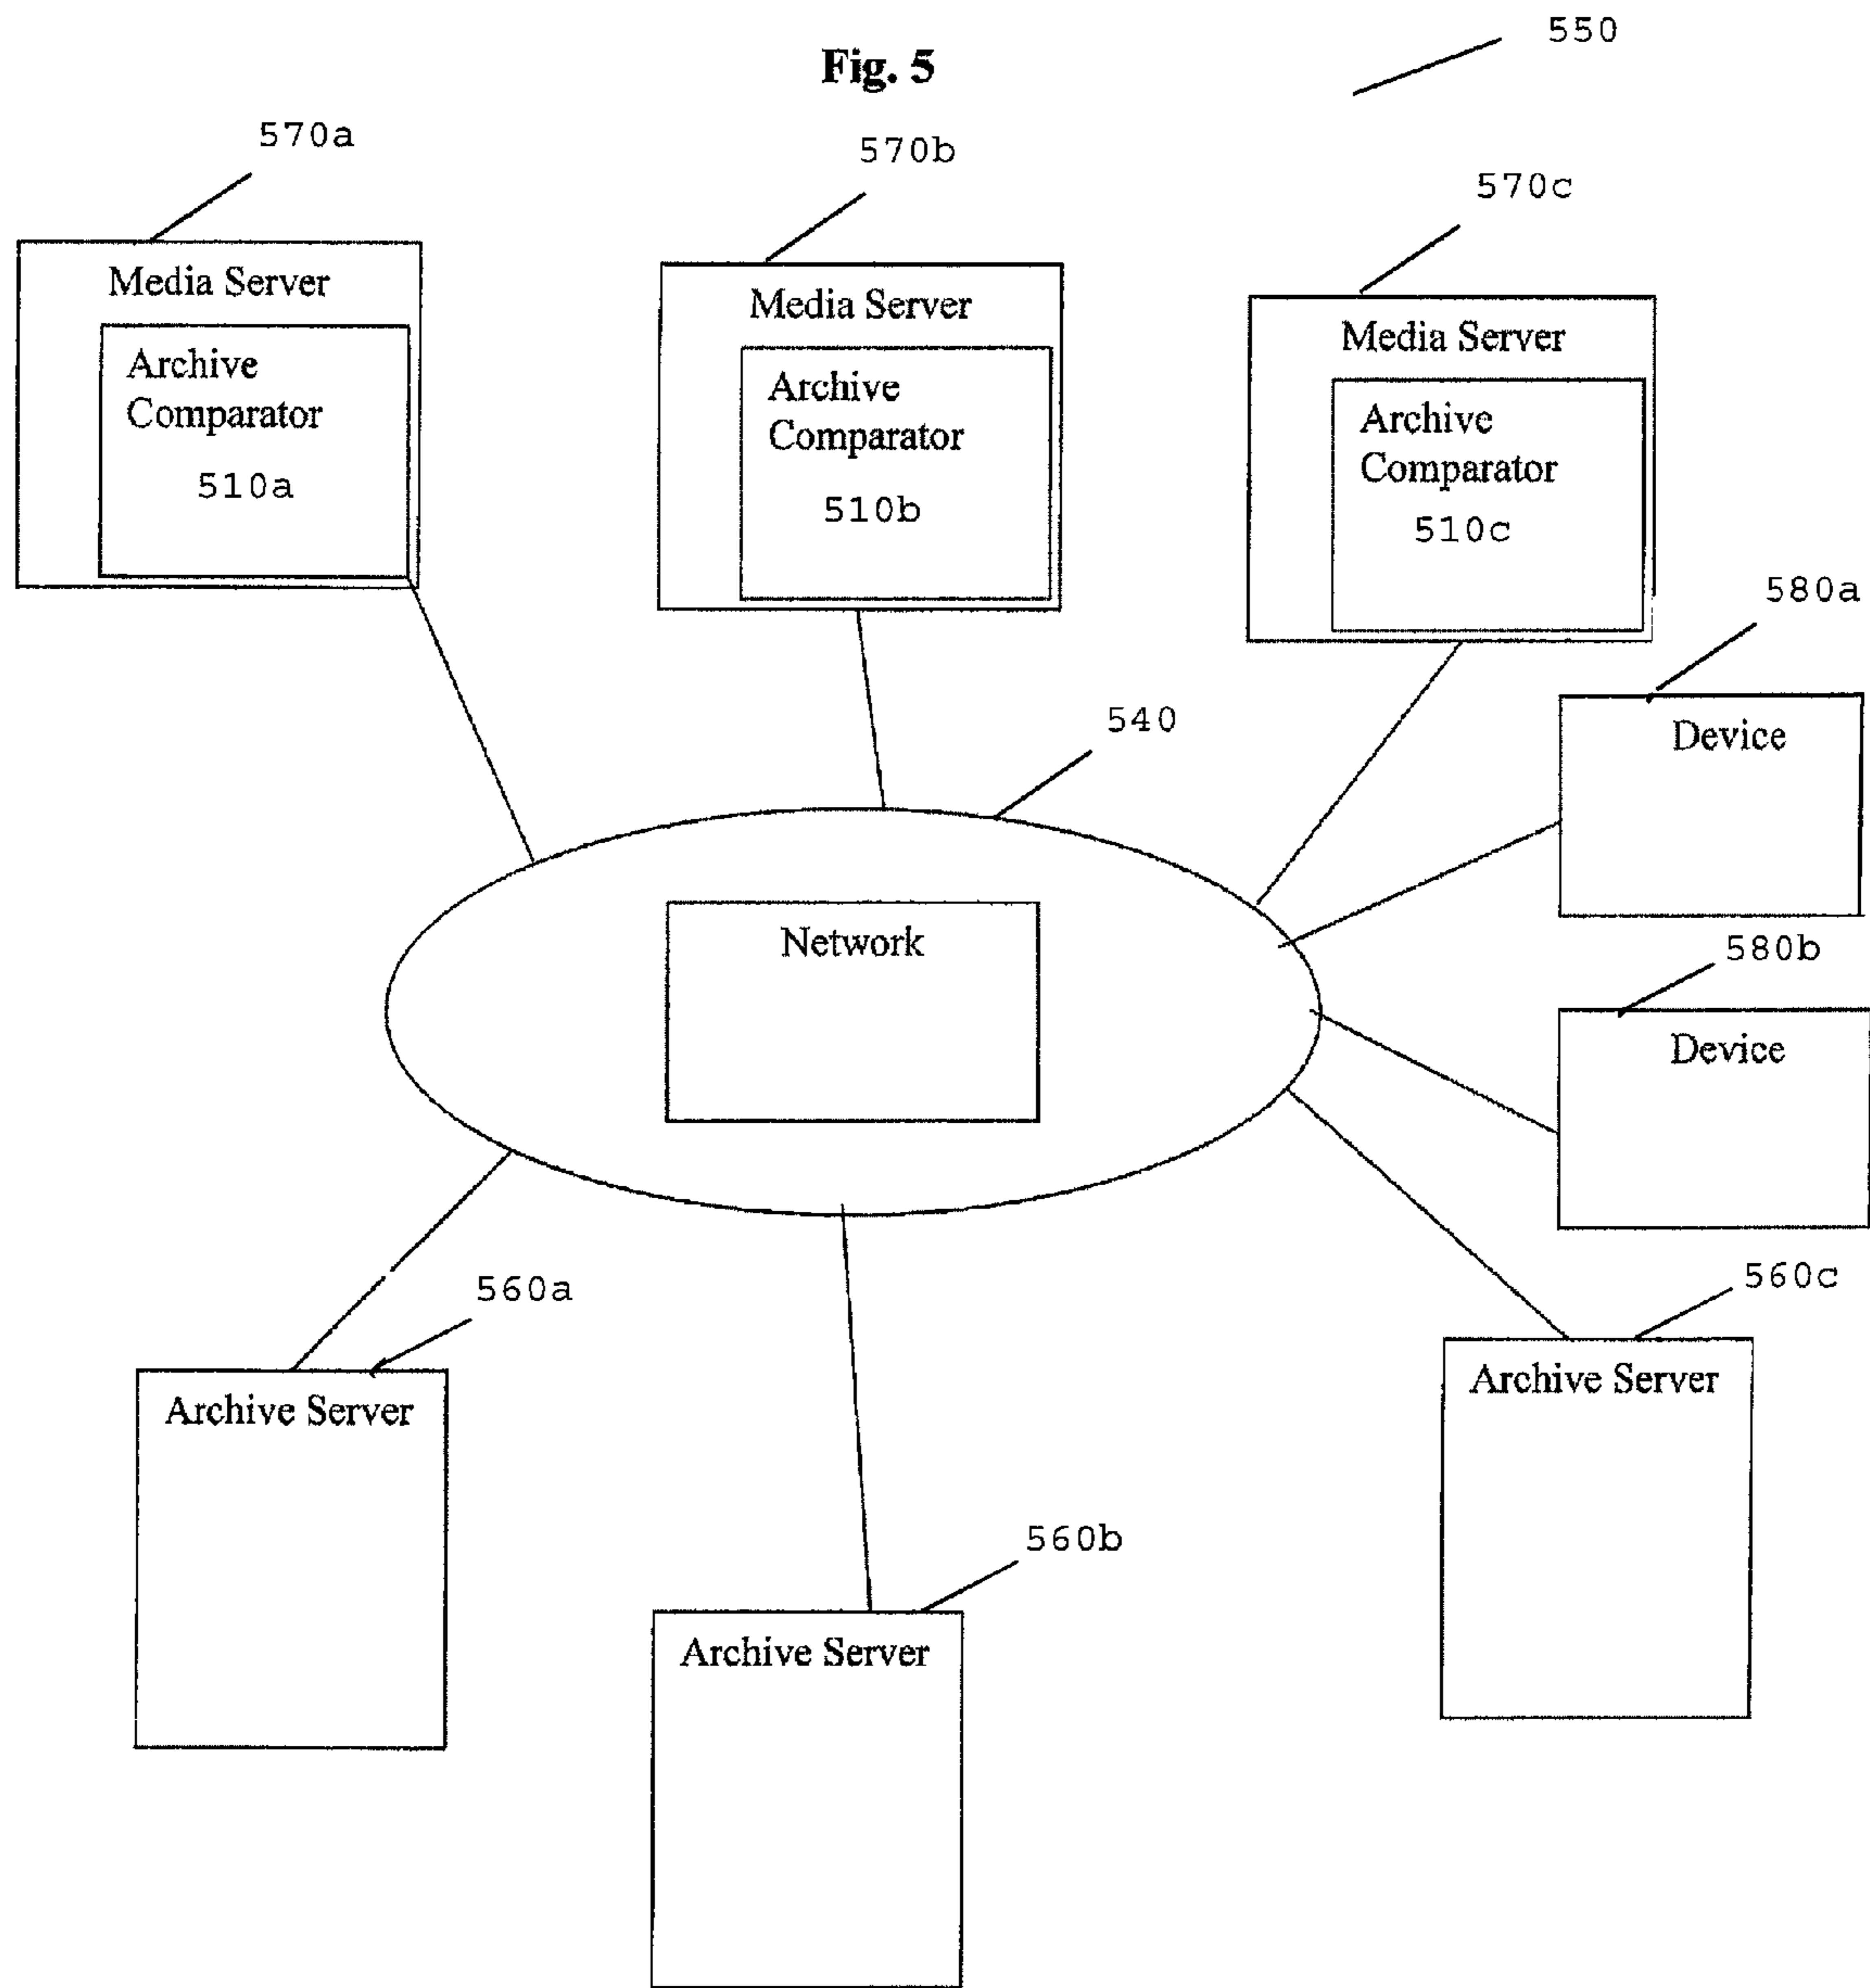 550
Fig. 5
570a
570b
570c
Media Server
Archive
Comparator
510a
Media Server
Archive
Comparator
510b
Media Server
Archive
Comparator
510c
580a
Device
540
Network
580b
Device
560a
Archive Server
560c
Archive Server
560b
Archive Server